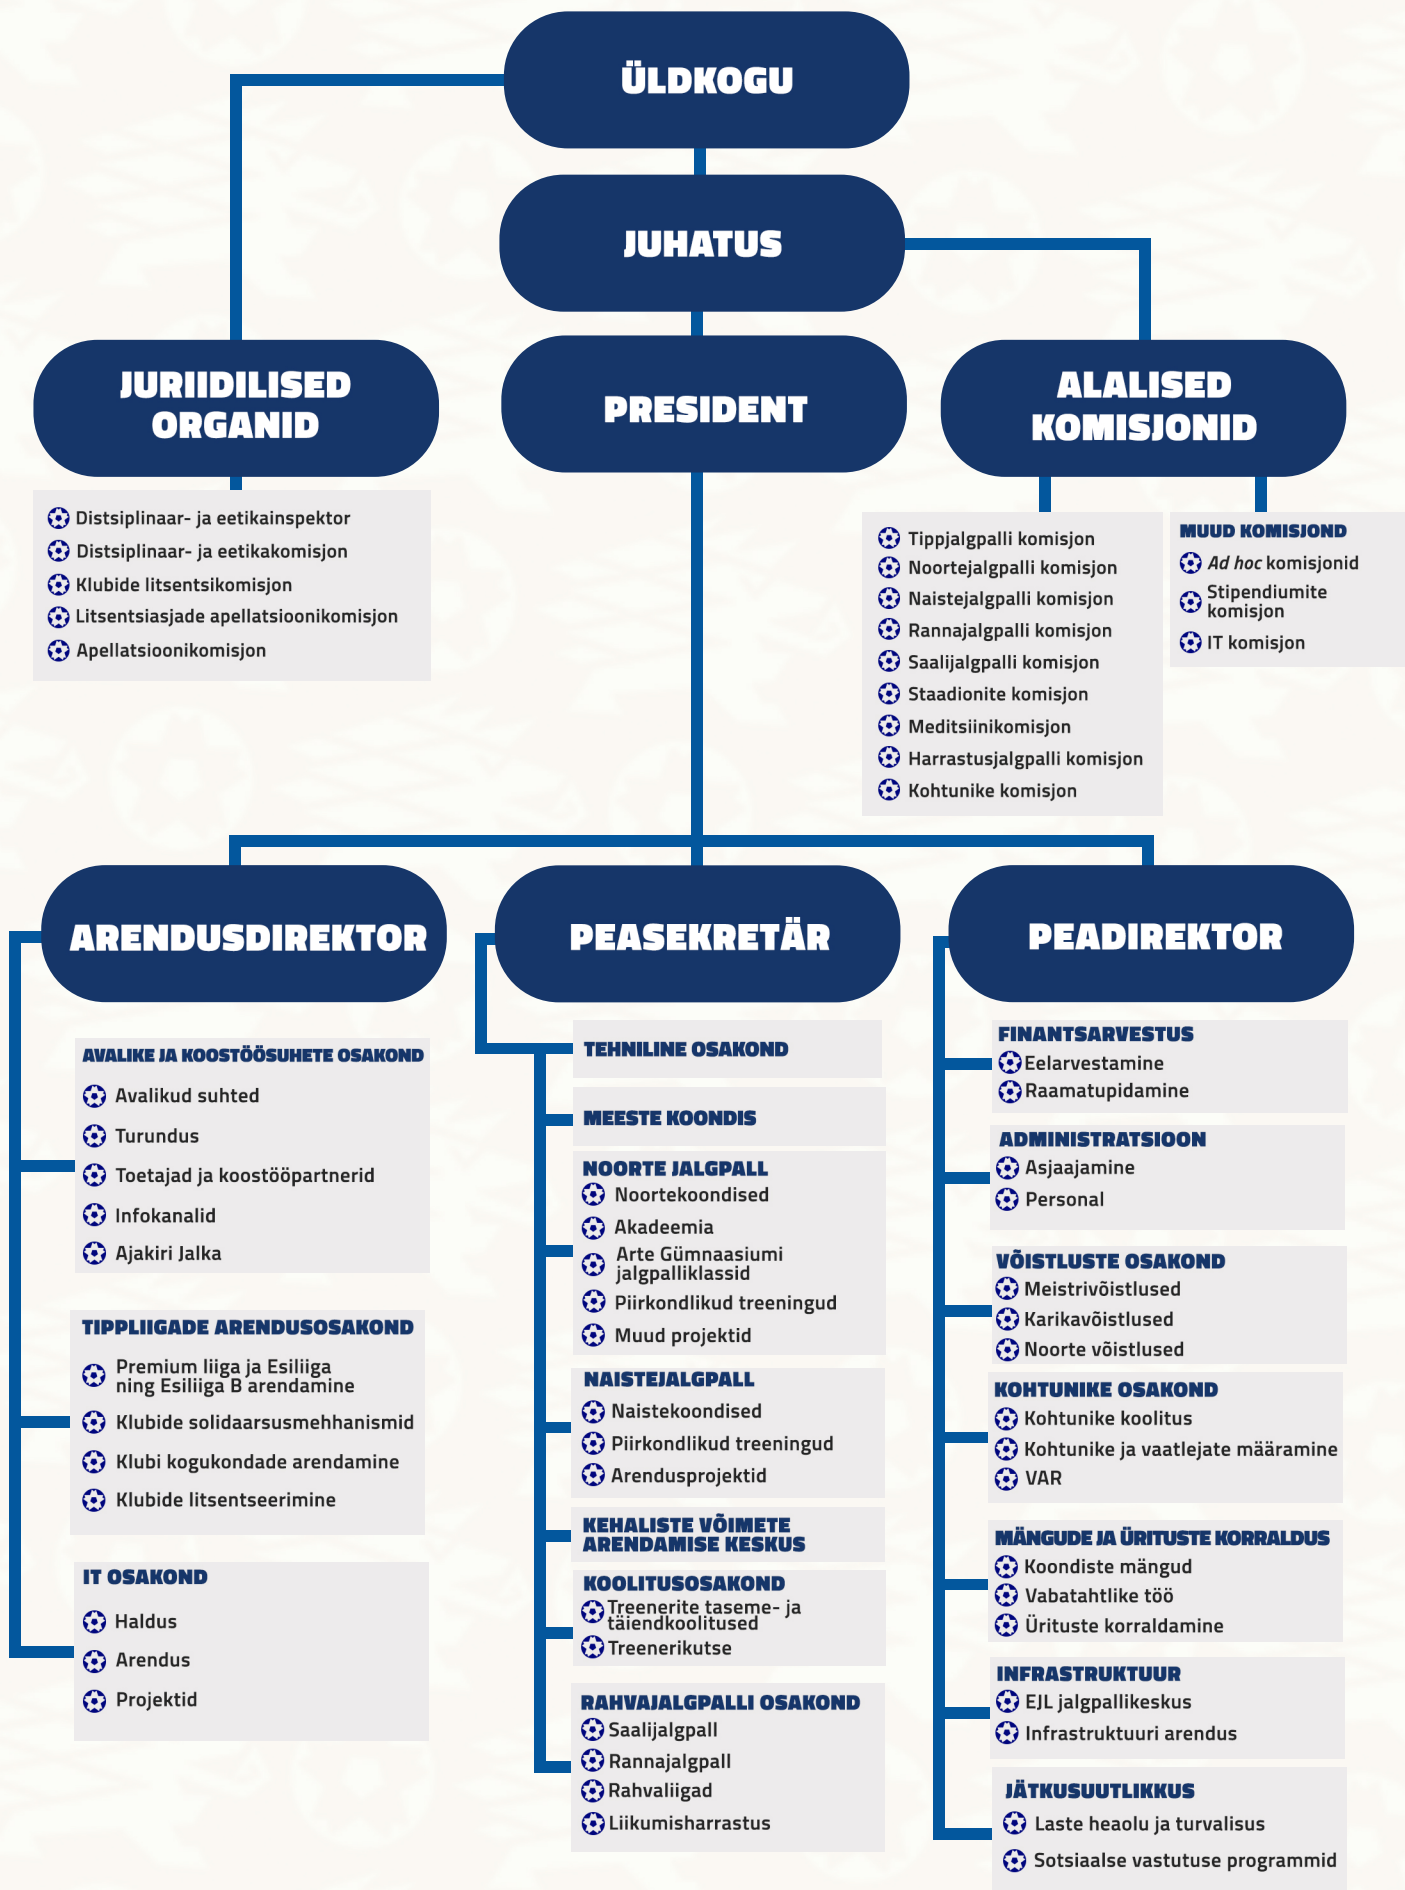 ÜLDKOGU
JUHATUS
JURIIDILISED
ORGANID
PRESIDENT
ALALISED
KOMISJONID
Distsiplinaar- ja eetikainspektor
Distsiplinaar- ja eetikakomisjon
Klubide litsentsikomisjon
Litsentsiasjade apellatsioonikomisjon
Apellatsioonikomisjon
Tippjalgpalli komisjon
Noortejalgpalli komisjon
Naistejalgpalli komisjon
Rannajalgpalli komisjon
Saalijalgpalli komisjon
Staadionite komisjon
Meditsiinikomisjon
Harrastusjalgpalli komisjon
Kohtunike komisjon
MUUD KOMISJOND
Ad hoc komisjonid
Stipendiumite
komisjon
IT komisjon
ARENDUSDIREKTOR
PEASEKRETÄR
PEADIREKTOR
AVALIKE JA KOOSTÖÖSUHETE OSAKOND
Avalikud suhted
Turundus
Toetajad ja koostööpartnerid
Infokanalid
Ajakiri Jalka
TIPPLIIGADE ARENDUSOSAKOND
Premium liiga ja Esiliiga
ning Esiliiga B arendamine
Klubide solidaarsusmehhanismid
Klubi kogukondade arendamine
Klubide litsentseerimine
IT OSAKOND
Haldus
Arendus
Projektid
TEHNILINE OSAKOND
MEESTE KOONDIS
NOORTE JALGPALL
Noortekoondised
Akadeemia
Arte Gümnaasiumi
jalgpalliklassid
Piirkondlikud treeningud
Muud projektid
NAISTEJALGPALL
Naistekoondised
Piirkondlikud treeningud
Arendusprojektid
KEHALISTE VÕIMETE
ARENDAMISE KESKUS
KOOLITUSOSAKOND
Treenerite taseme- ja
täiendkoolitused
Treenerikutse
RAHVAJALGPALLI OSAKOND
Saalijalgpall
Rannajalgpall
Rahvaliigad
Liikumisharrastus
FINANTSARVESTUS
Eelarvestamine
Raamatupidamine
ADMINISTRATSIOON
Asjaajamine
Personal
VÕISTLUSTE OSAKOND
Meistrivõistlused
Karikavõistlused
Noorte võistlused
KOHTUNIKE OSAKOND
Kohtunike koolitus
Kohtunike ja vaatlejate määramine
VAR
MÄNGUDE JA ÜRITUSTE KORRALDUS
Koondiste mängud
Vabatahtlike töö
Ürituste korraldamine
INFRASTRUKTUUR
EJL jalgpallikeskus
Infrastruktuuri arendus
JÄTKUSUUTLIKKUS
Laste heaolu ja turvalisus
Sotsiaalse vastutuse programmid